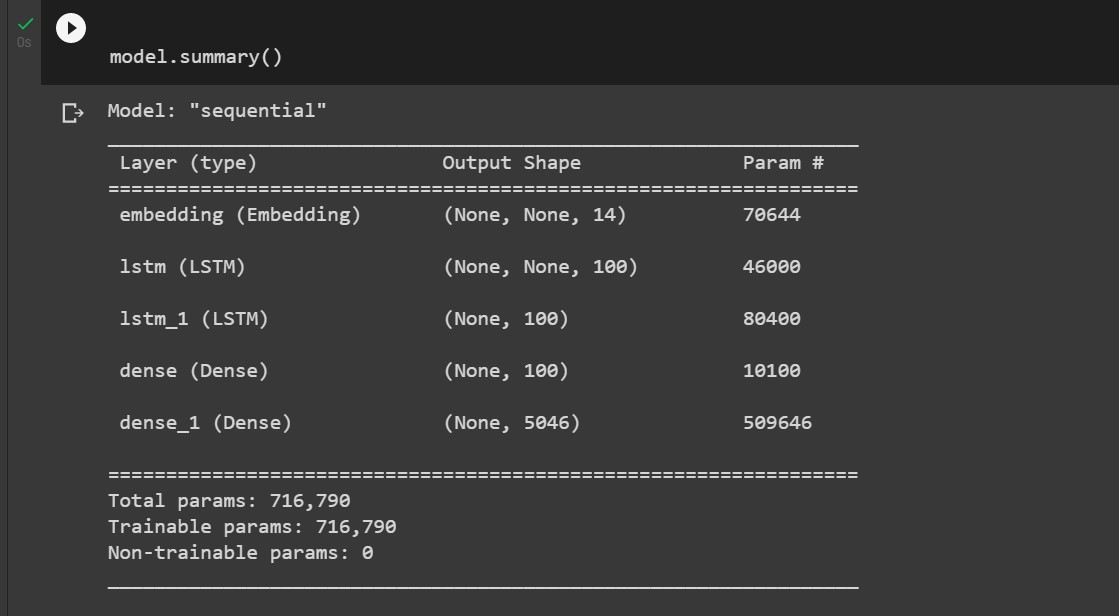 0s
model.summary()
Model: "sequential"
_________________________________________________________________
Layer (type) Output Shape Param #
=================================================================
embedding (Embedding) (None, None, 14) 70644
lstm (LSTM) (None, None, 100) 46000
lstm_1 (LSTM) (None, 100) 80400
dense (Dense) (None, 100) 10100
dense_1 (Dense) (None, 5046) 509646
=================================================================
Total params: 716,790
Trainable params: 716,790
Non-trainable params: 0
_________________________________________________________________